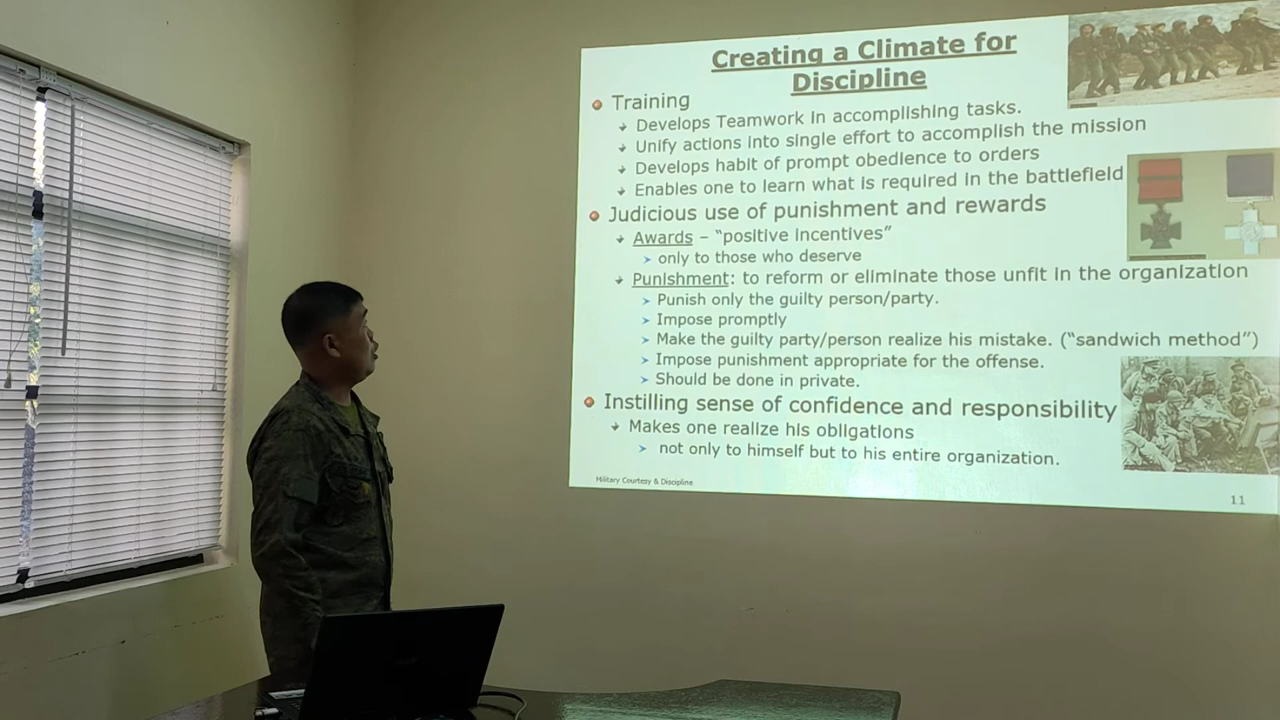 Creating a Climate for
Discipline
Training
Develops Teamwork in accomplishing tasks.
Unify actions into single effort to accomplish the mission
Develops habit of prompt obedience to orders
Enables one to learn what is required in the battlefield
Judicious use of punishment and rewards
Awards – “positive incentives”
only to those who deserve
Punishment: to reform or eliminate those unfit in the organization
Punish only the guilty person/party.
Impose promptly
Make the guilty party/person realize his mistake. (“sandwich method”)
Impose punishment appropriate for the offense.
Should be done in private.
Instilling sense of confidence and responsibility
Makes one realize his obligations
not only to himself but to his entire organization.
Military Courtesy & Discipline
11